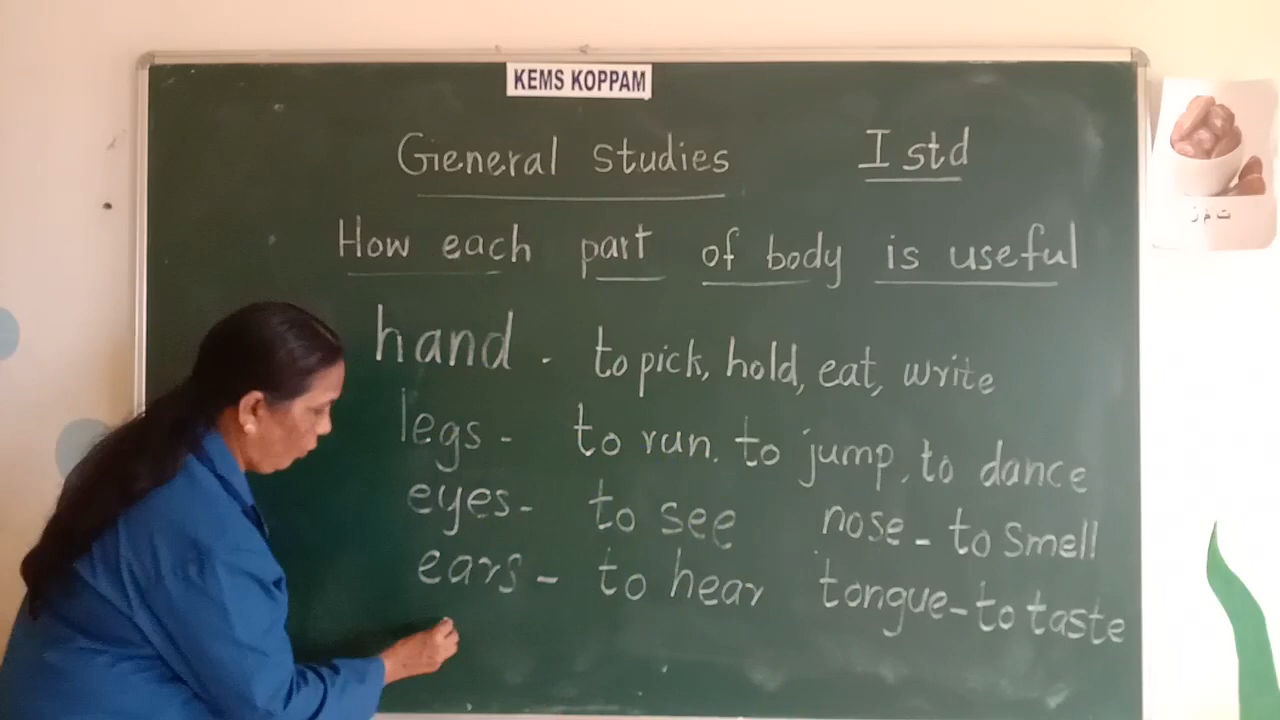 KEMS KOPPAM
General Studies I std
How each part of body is useful
hand - to pick, hold, eat, write
legs - to run. to jump, to dance
eyes - to see nose - to smell
ears - to hear tongue - to taste